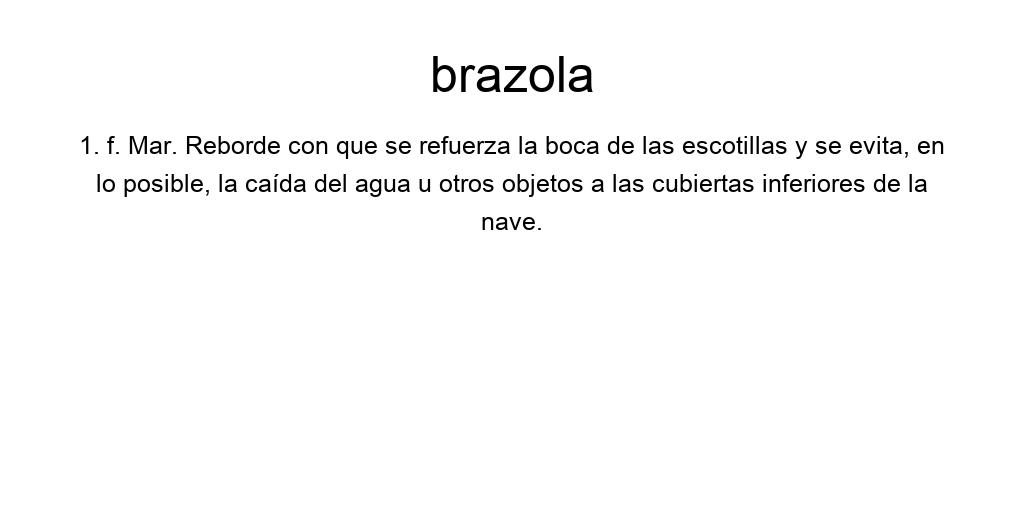 brazola
1. f. Mar. Reborde con que se refuerza la boca de las escotillas y se evita, en
lo posible, la caída del agua u otros objetos a las cubiertas inferiores de la
nave.